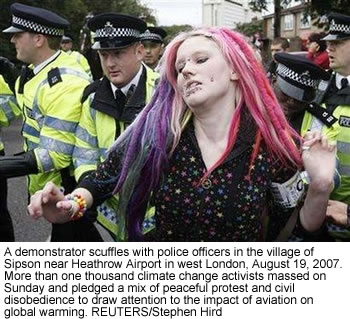 A demonstrator scuffles with police officers in the village of
Sipson near Heathrow Airport in west London, August 19, 2007.
More than one thousand climate change activists massed on
Sunday and pledged a mix of peaceful protest and civil
disobedience to draw attention to the impact of aviation on
global warming. REUTERS/Stephen Hird